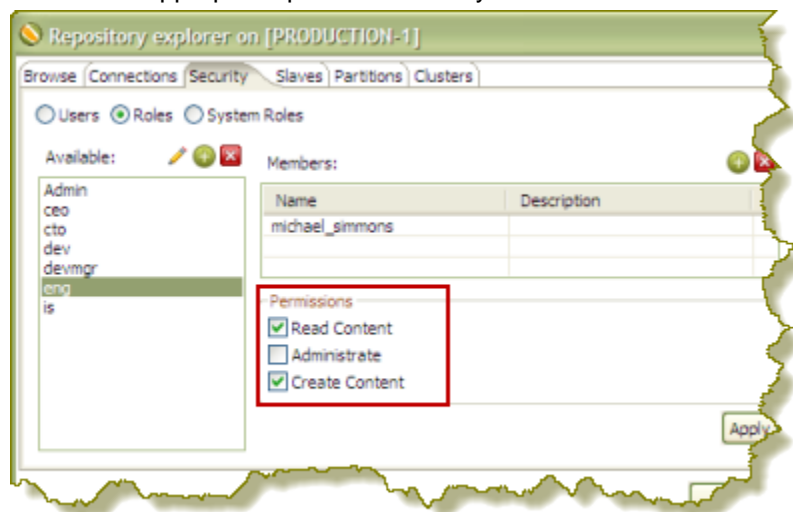 Repository explorer on [PRODUCTION-1]
Browse Connections Security Slaves Partitions Clusters
Users Roles System Roles
Available:
Members:
Admin
ceo
cto
dev
devmgr
eng
is
Name Description
michael_simmons
Permissions
Read Content
Administrate
Create Content
Apply